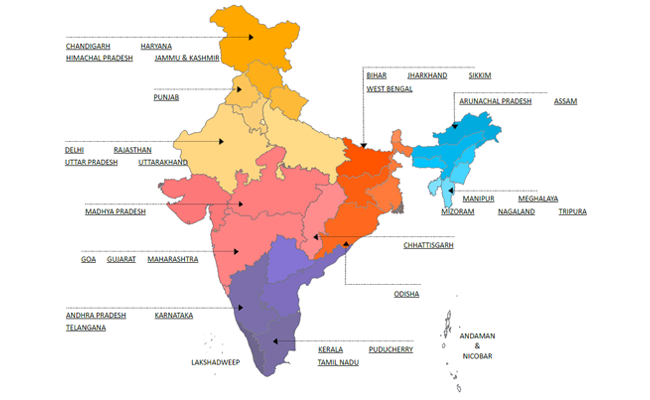 CHANDIGARH HARYANA
HIMACHAL PRADESH JAMMU & KASHMIR
BIHAR JHARKHAND SIKKIM
WEST BENGAL
PUNJAB
ARUNACHAL PRADESH ASSAM
DELHI RAJASTHAN
UTTAR PRADESH UTTARAKHAND
MANIPUR MEGHALAYA
MIZORAM NAGALAND TRIPURA
MADHYA PRADESH
CHHATTISGARH
GOA GUJARAT MAHARASHTRA
ODISHA
ANDHRA PRADESH KARNATAKA
TELANGANA
ANDAMAN
&
NICOBAR
KERALA PUDUCHERRY
TAMIL NADU
LAKSHADWEEP